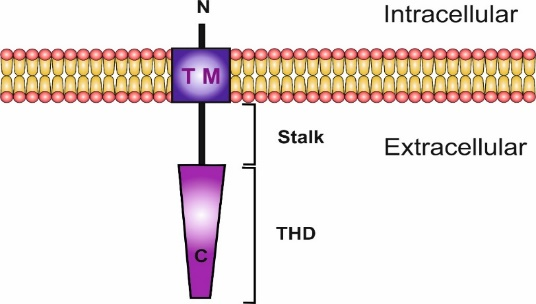 N
Intracellular
T M
Stalk
Extracellular
THD
C